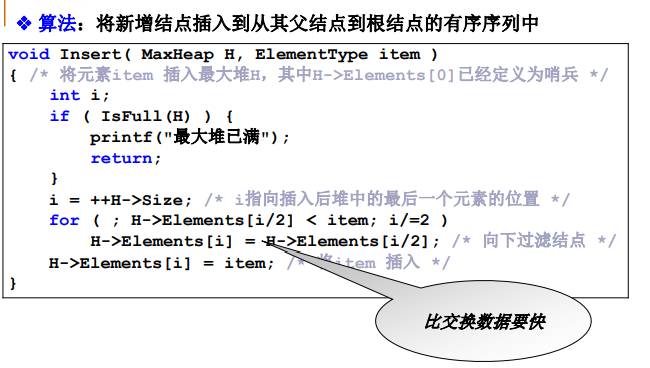 ❖ 算法：将新增结点插入到从其父结点到根结点的有序序列中
void Insert( MaxHeap H, ElementType item )
{ /* 将元素item 插入最大堆H，其中H->Elements[0]已经定义为哨兵 */
int i;
if ( IsFull(H) ) {
printf("最大堆已满");
return;
}
i = ++H->Size; /* i指向插入后堆中的最后一个元素的位置 */
for ( ; H->Elements[i/2] < item; i/=2 )
H->Elements[i] = H->Elements[i/2]; /* 向下过滤结点 */
H->Elements[i] = item; /* 将item 插入 */
}
比交换数据要快